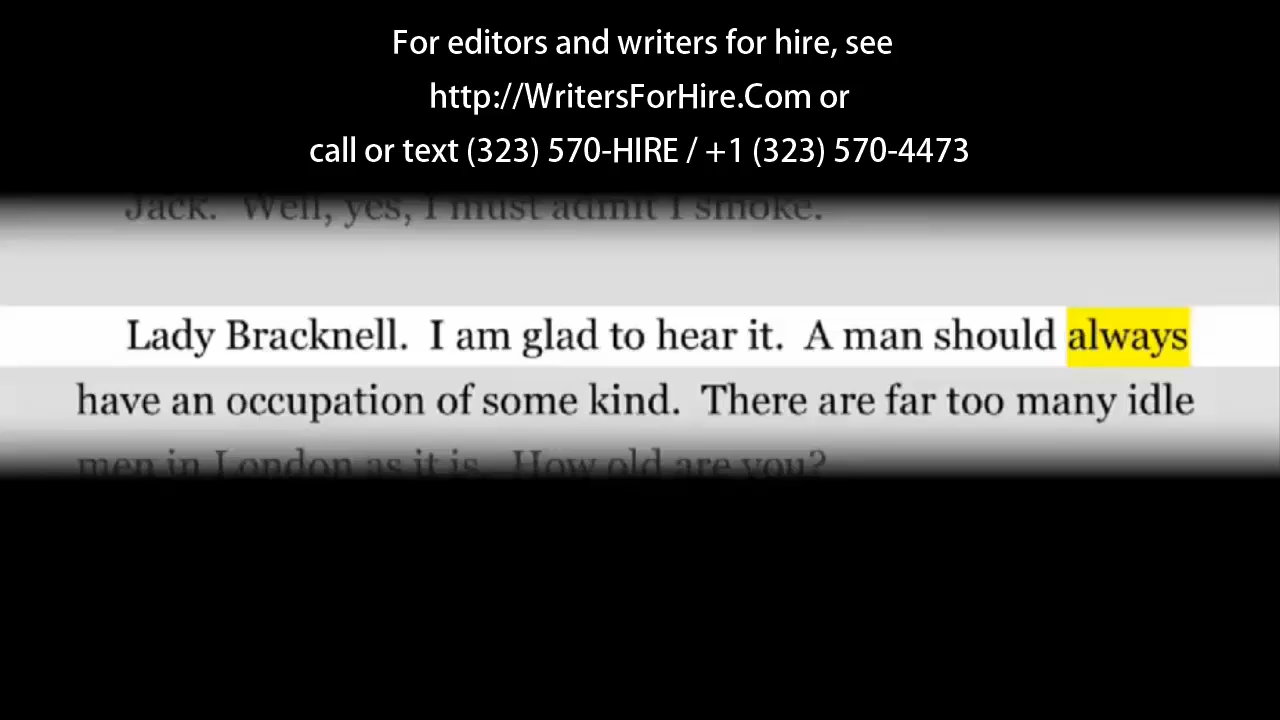 For editors and writers for hire, see
http://WritersForHire.Com or
call or text (323) 570-HIRE / +1 (323) 570-4473
Jack.  Well, yes, I must admit I smoke.
Lady Bracknell.  I am glad to hear it.  A man should always
have an occupation of some kind.  There are far too many idle
men in London as it is.  How old are you?